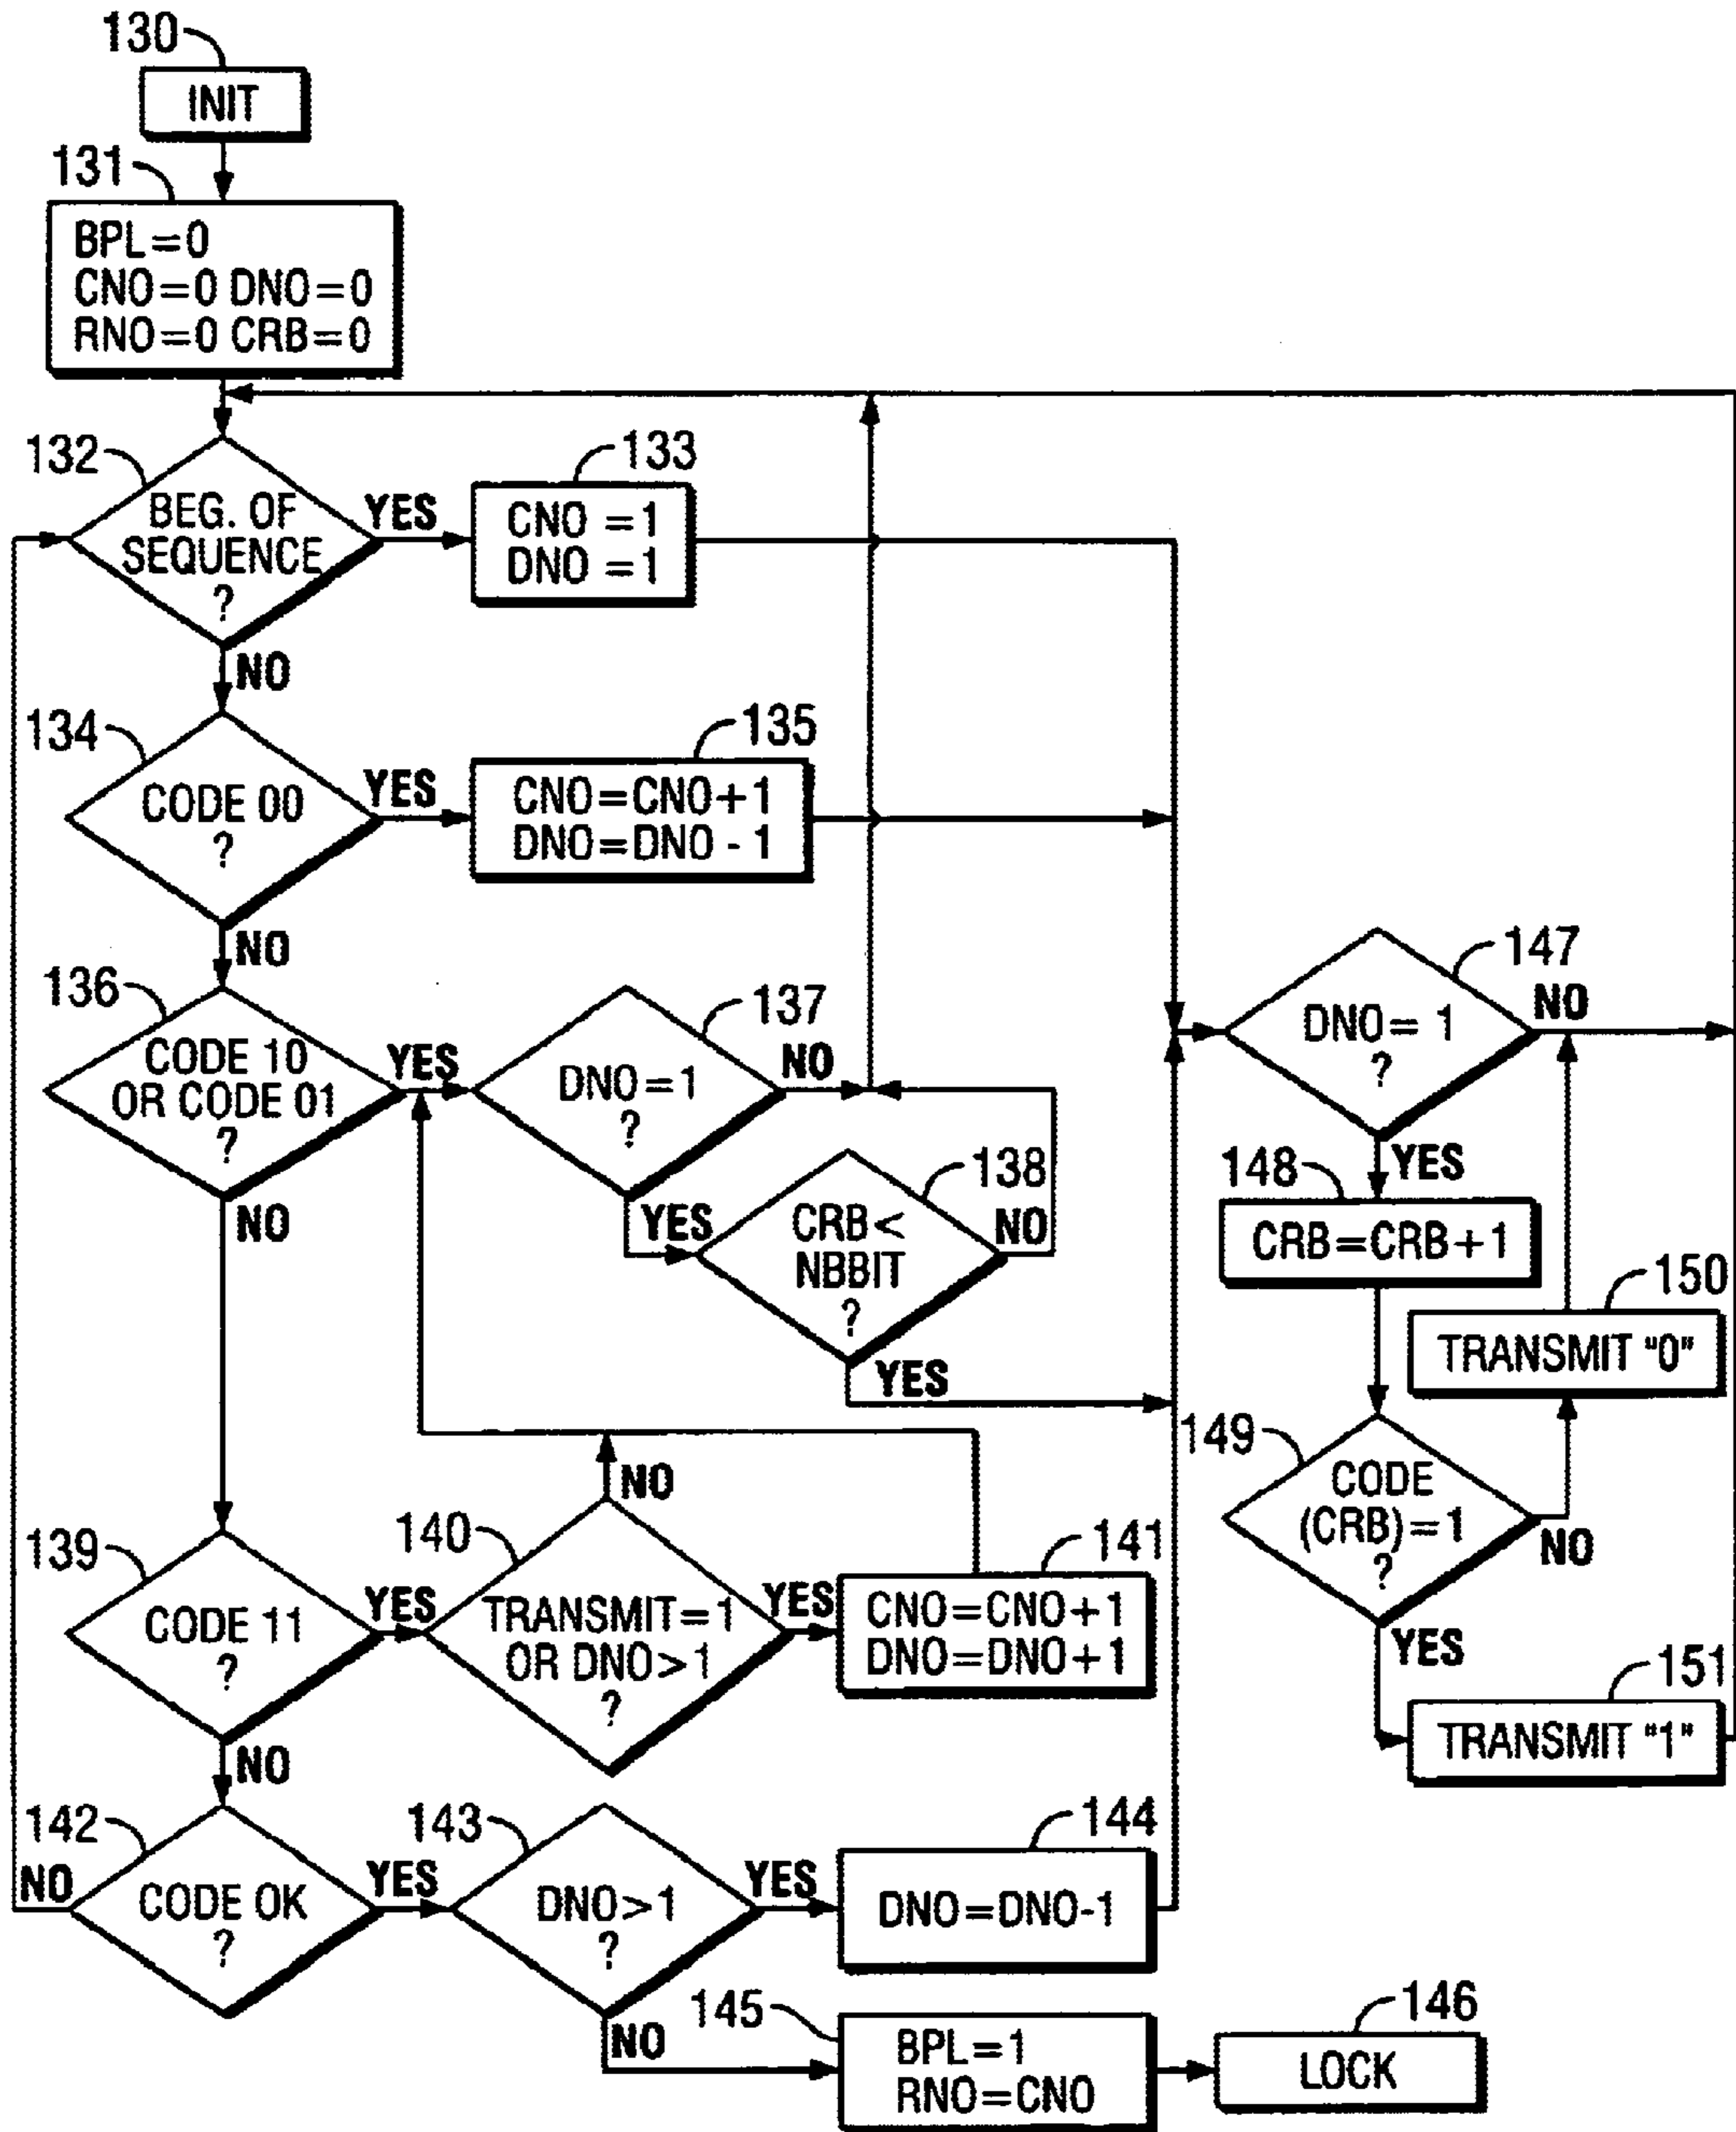 130
INIT
131
BPL=0
CNO=0 DNO=0
RNO=0 CRB=0
132
BEG. OF
SEQUENCE
?
YES
NO
133
CNO =1
DNO =1
134
CODE 00
?
YES
NO
135
CNO=CNO+1
DNO=DNO - 1
136
CODE 10
OR CODE 01
?
YES
NO
137
DNO=1
?
NO
YES
138
CRB<
NBBIT
?
NO
YES
139
CODE 11
?
YES
NO
140
TRANSMIT=1
OR DNO>1
?
NO
YES
141
CNO=CNO+1
DNO=DNO+1
142
CODE OK
?
NO
YES
143
DNO>1
?
YES
NO
144
DNO=DNO-1
145
BPL=1
RNO=CNO
146
LOCK
147
DNO= 1
?
NO
YES
148
CRB=CRB+1
149
CODE
(CRB)=1
?
NO
YES
150
TRANSMIT "0"
151
TRANSMIT "1"